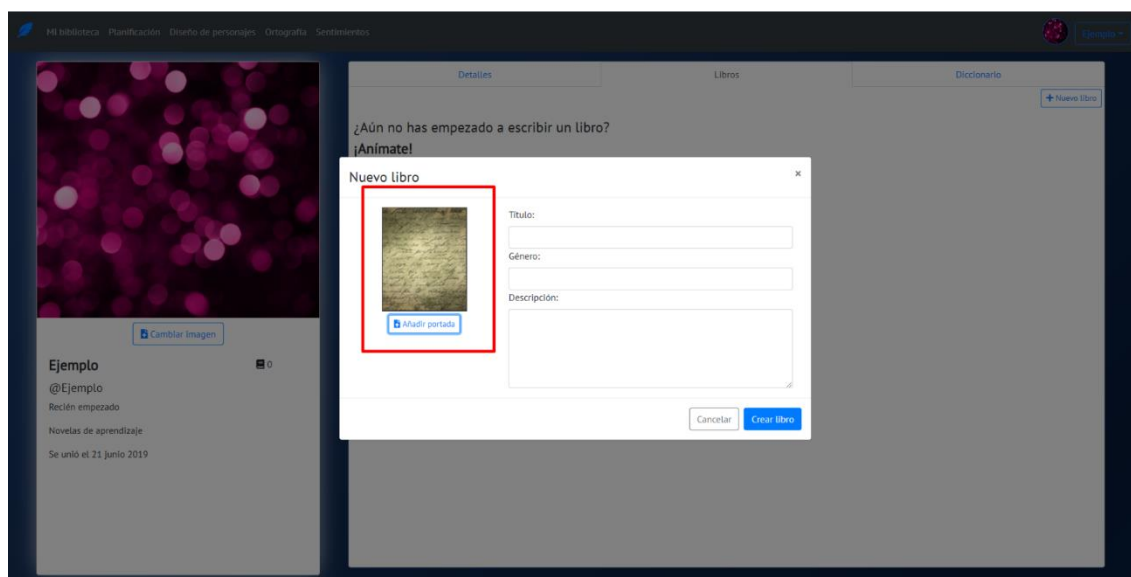 Mi biblioteca Planificación Diseño de personajes Ortografía Sentimientos
Ejemplo
Detalles
Libros
Diccionario
Nuevo libro
¿Aún no has empezado a escribir un libro?
¡Anímate!
Nuevo libro
×
Título:
Género:
Descripción:
Añadir portada
Cancelar
Crear libro
Cambiar Imagen
Ejemplo
0
@Ejemplo
Recién empezado
Novelas de aprendizaje
Se unió el 21 junio 2019